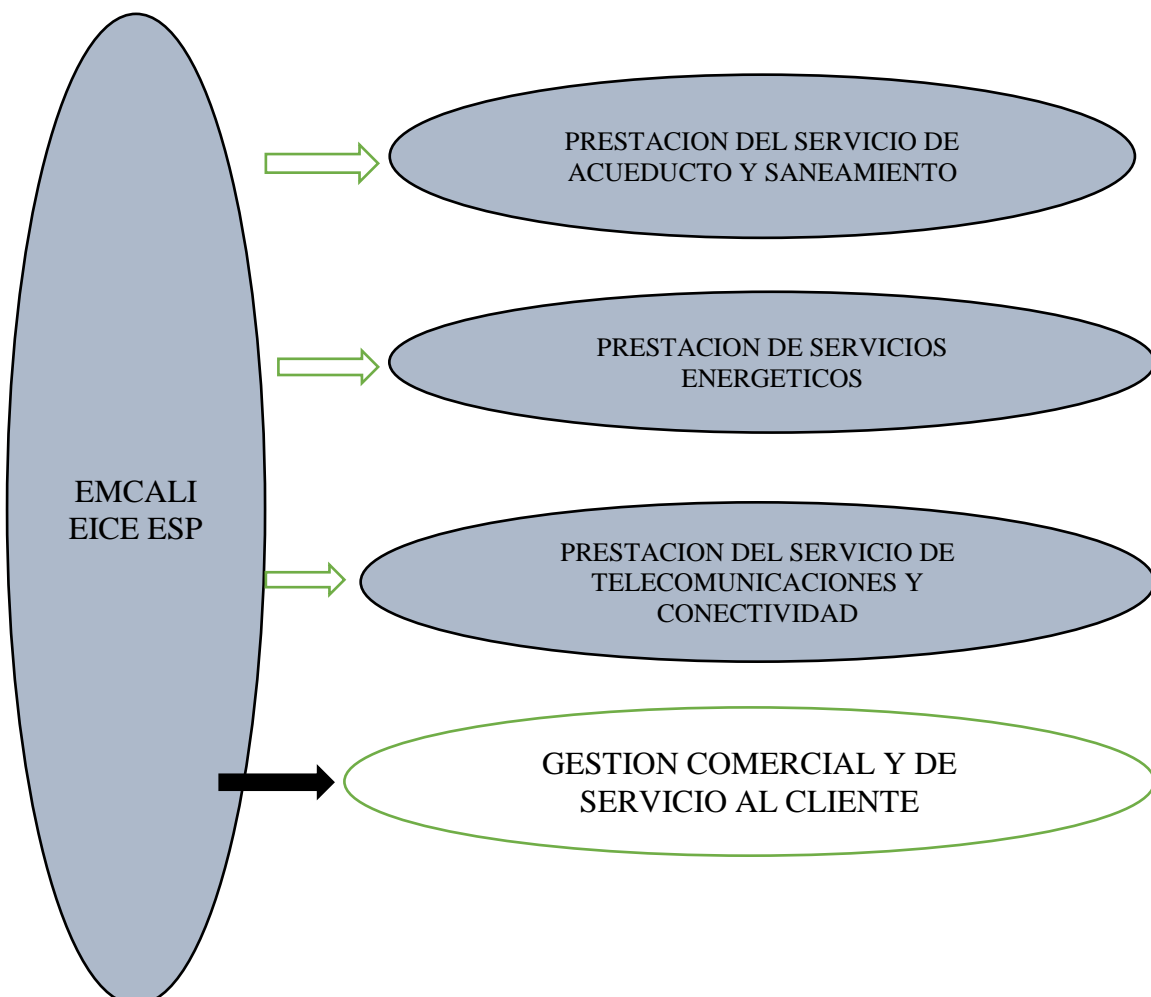 PRESTACION DEL SERVICIO DE
ACUEDUCTO Y SANEAMIENTO
PRESTACION DE SERVICIOS
ENERGETICOS
EMCALI
EICE ESP
PRESTACION DEL SERVICIO DE
TELECOMUNICACIONES Y
CONECTIVIDAD
GESTION COMERCIAL Y DE
SERVICIO AL CLIENTE